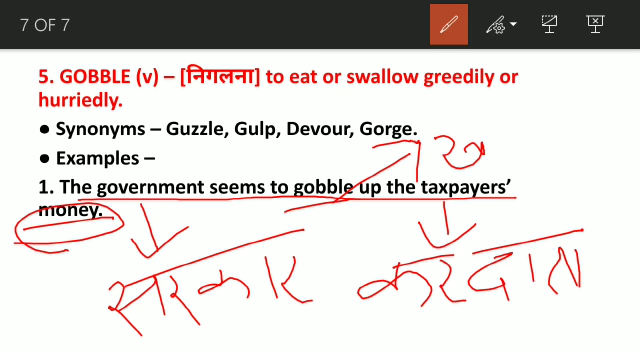 7 OF 7
5. GOBBLE (v) – [निगलना] to eat or swallow greedily or
hurriedly.
● Synonyms – Guzzle, Gulp, Devour, Gorge.
● Examples –
1. The government seems to gobble up the taxpayers’
money.
सरकार